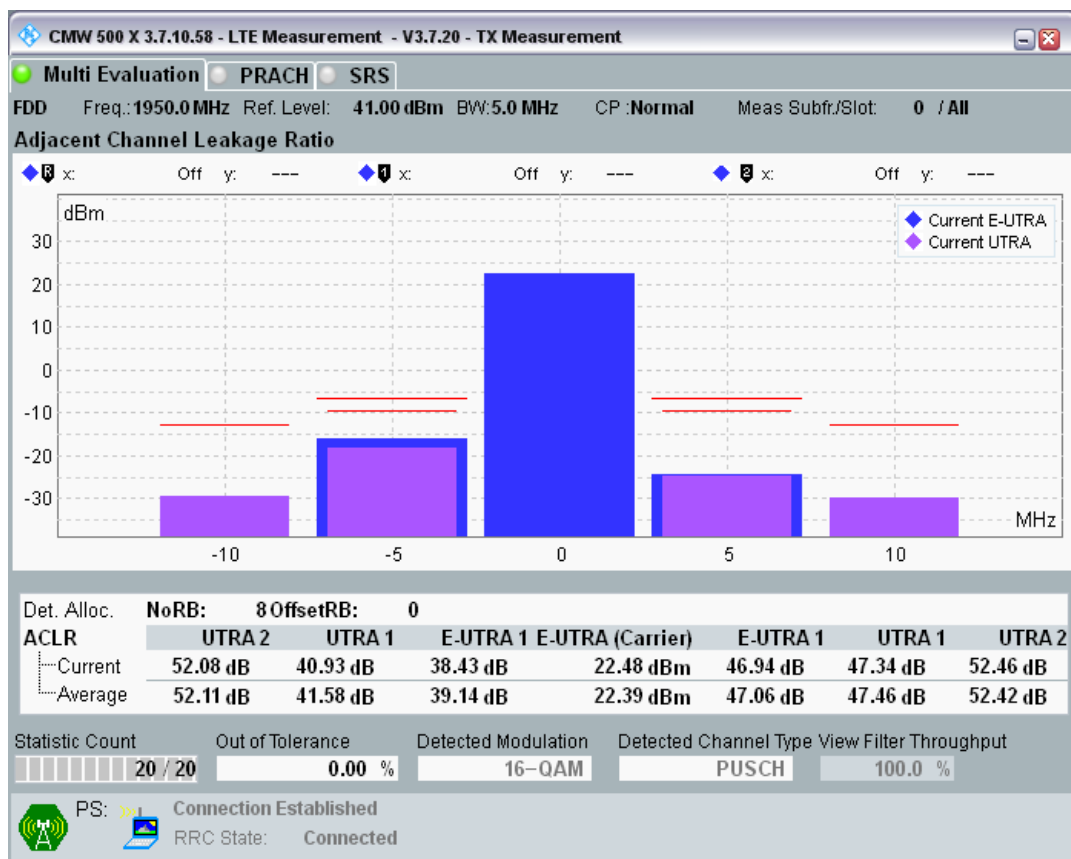 CMW 500 X 3.7.10.58 - LTE Measurement - V3.7.20 - TX Measurement
Multi Evaluation PRACH SRS
FDD Freq.: 1950.0 MHz Ref. Level: 41.00 dBm BW: 5.0 MHz CP : Normal Meas Subfr./Slot: 0 / All
Adjacent Channel Leakage Ratio
R x: Off y: --- 1 x: Off y: --- 2 x: Off y: ---
dBm
Current E-UTRA
Current UTRA
30
20
10
0
-10
-20
-30
MHz
-10 -5 0 5 10
Det. Alloc. NoRB: 8 OffsetRB: 0
ACLR UTRA 2 UTRA 1 E-UTRA 1 E-UTRA (Carrier) E-UTRA 1 UTRA 1 UTRA 2
Current 52.08 dB 40.93 dB 38.43 dB 22.48 dBm 46.94 dB 47.34 dB 52.46 dB
Average 52.11 dB 41.58 dB 39.14 dB 22.39 dBm 47.06 dB 47.46 dB 52.42 dB
Statistic Count Out of Tolerance Detected Modulation Detected Channel Type View Filter Throughput
20 / 20 0.00 % 16-QAM PUSCH 100.0 %
PS: Connection Established
RRC State: Connected